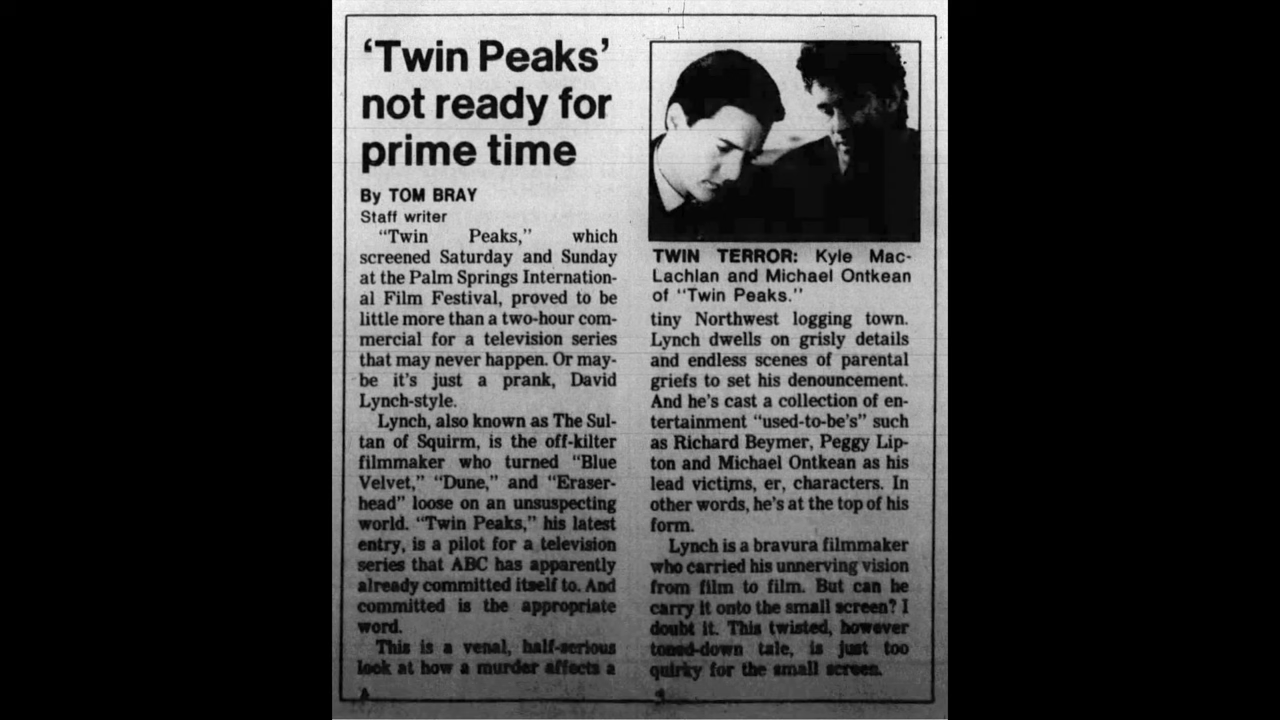 ‘Twin Peaks’
not ready for
prime time
By TOM BRAY
Staff writer
“Twin Peaks,” which
screened Saturday and Sunday
at the Palm Springs Internation-
al Film Festival, proved to be
little more than a two-hour com-
mercial for a television series
that may never happen. Or may-
be it’s just a prank, David
Lynch-style.
Lynch, also known as The Sul-
tan of Squirm, is the off-kilter
filmmaker who turned “Blue
Velvet,” “Dune,” and “Eraser-
head” loose on an unsuspecting
world. “Twin Peaks,” his latest
entry, is a pilot for a television
series that ABC has apparently
already committed itself to. And
committed is the appropriate
word.
This is a venal, half-serious
look at how a murder affects a
TWIN TERROR: Kyle Mac-
Lachlan and Michael Ontkean
of “Twin Peaks.”
tiny Northwest logging town.
Lynch dwells on grisly details
and endless scenes of parental
griefs to set his denouncement.
And he’s cast a collection of en-
tertainment “used-to-be’s” such
as Richard Beymer, Peggy Lip-
ton and Michael Ontkean as his
lead victims, er, characters. In
other words, he’s at the top of his
form.
Lynch is a bravura filmmaker
who carried his unnerving vision
from film to film. But can he
carry it onto the small screen? I
doubt it. This twisted, however
toned-down tale, is just too
quirky for the small screen.